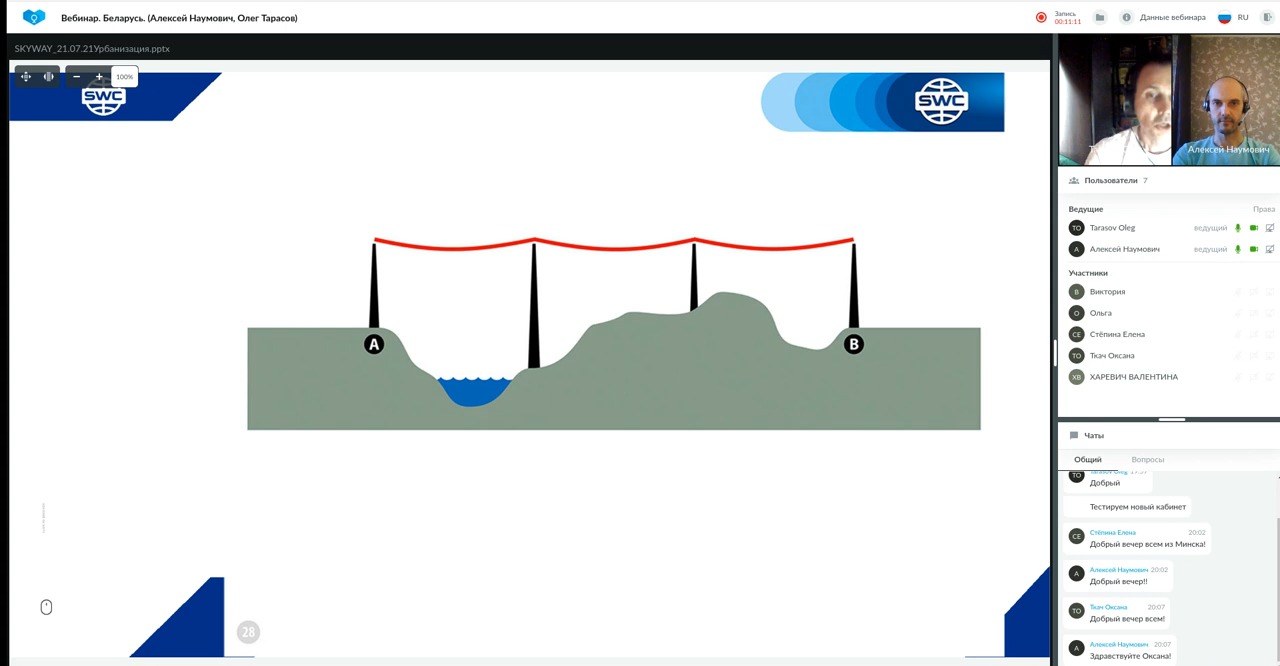 Вебинар. Беларусь. (Алексей Наумович, Олег Тарасов)
Запись
00:11:11
Данные вебинара
RU
SKYWAY_21.07.21Урбанизация.pptx
100%
SWC
SWC
Алексей Наумович
Пользователи 7
Ведущие Права
TO Tarasov Oleg ведущий
А Алексей Наумович ведущий
Участники
В Виктория
О Ольга
СЕ Стёпина Елена
ТО Ткач Оксана
ХВ ХАРЕВИЧ ВАЛЕНТИНА
A
B
28
Чаты
Общий Вопросы
TO Tarasov Oleg
Добрый
Тестируем новый кабинет
СЕ Стёпина Елена 20:02
Добрый вечер всем из Минска!
А Алексей Наумович 20:02
Добрый вечер!!
ТО Ткач Оксана 20:07
Добрый вечер всем!
А Алексей Наумович 20:07
Здравствуйте Оксана!